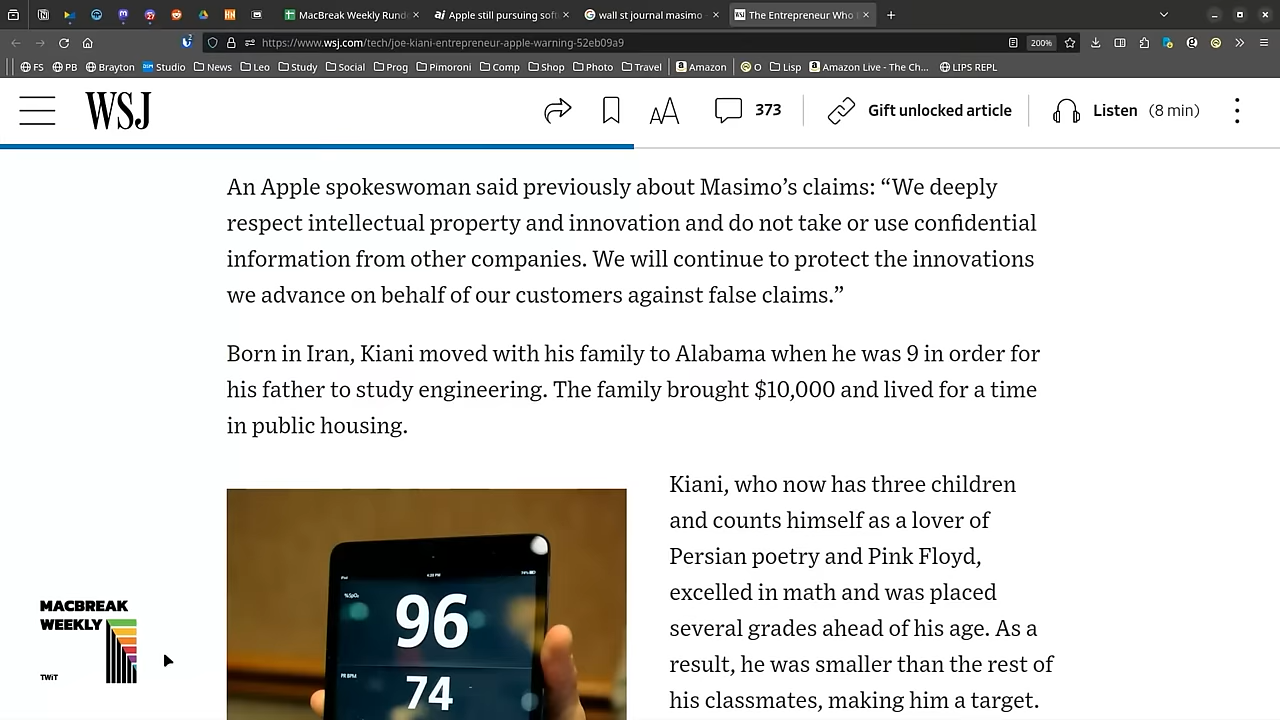 MacBreak Weekly Rund
Apple still pursuing sof
wall st journal masimo -
The Entrepreneur Who
https://www.wsj.com/tech/joe-kiani-entrepreneur-apple-warning-52eb09a9
200%
FS PB Brayton Studio News Leo Study Social Prog Pimoroni Comp Shop Photo Travel Amazon O Lisp Amazon Live - The Ch... LIPS REPL
WSJ
373
Gift unlocked article
Listen (8 min)
An Apple spokeswoman said previously about Masimo’s claims: “We deeply
respect intellectual property and innovation and do not take or use confidential
information from other companies. We will continue to protect the innovations
we advance on behalf of our customers against false claims.”
Born in Iran, Kiani moved with his family to Alabama when he was 9 in order for
his father to study engineering. The family brought $10,000 and lived for a time
in public housing.
Kiani, who now has three children
and counts himself as a lover of
Persian poetry and Pink Floyd,
excelled in math and was placed
several grades ahead of his age. As a
result, he was smaller than the rest of
his classmates, making him a target.
%SpO₂
96
PR BPM
74
MACBREAK
WEEKLY
TWiT